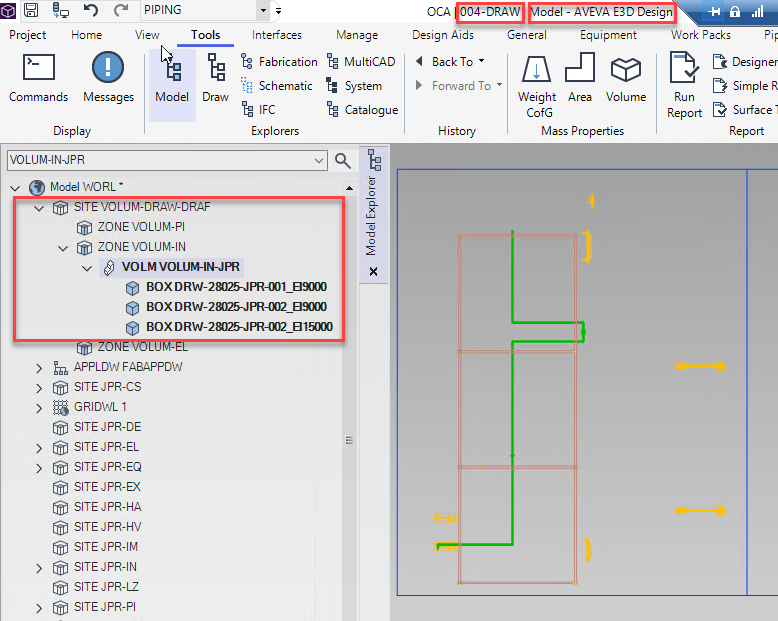 PIPING
OCA | 004-DRAW Model - AVEVA E3D Design
Project Home View Tools Interfaces Manage Design Aids General Equipment Work Packs
Commands Messages
Model Draw
Fabrication MultiCAD
Schematic System
IFC Catalogue
Back To
Forward To
Weight CofG
Area Volume
Run Report
Designer
Simple R
Surface T
Display Explorers History Mass Properties Report
VOLUM-IN-JPR
Model WORL *
SITE VOLUM-DRAW-DRAF
ZONE VOLUM-PI
ZONE VOLUM-IN
VOLM VOLUM-IN-JPR
BOX DRW-28025-JPR-001_El9000
BOX DRW-28025-JPR-002_El9000
BOX DRW-28025-JPR-002_El15000
ZONE VOLUM-EL
APPLDW FABAPPDW
SITE JPR-CS
GRIDWL 1
SITE JPR-DE
SITE JPR-EL
SITE JPR-EQ
SITE JPR-EX
SITE JPR-HA
SITE JPR-HV
SITE JPR-IM
SITE JPR-IN
SITE JPR-LZ
SITE JPR-PI
Model Explorer